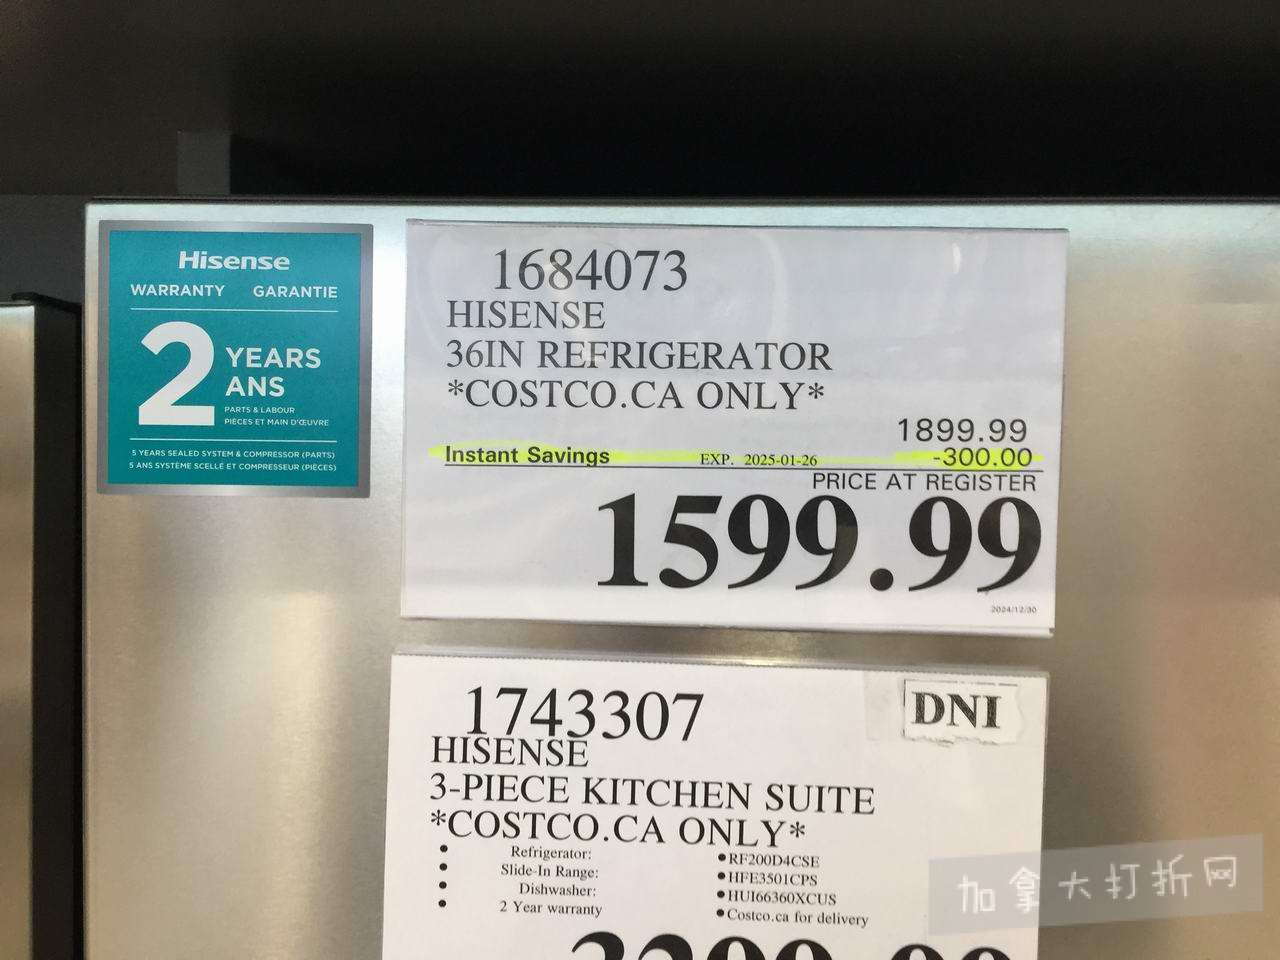 Hisense
WARRANTY GARANTIE
2 YEARS
ANS
PARTS & LABOUR
PIÈCES ET MAIN D'ŒUVRE
5 YEARS SEALED SYSTEM & COMPRESSOR (PARTS)
5 ANS SYSTÈME SCELLÉ ET COMPRESSEUR (PIÈCES)
1684073
HISENSE
36IN REFRIGERATOR
*COSTCO.CA ONLY*
1899.99
Instant Savings EXP. 2025-01-26 -300.00
PRICE AT REGISTER
1599.99
2024/12/30
1743307
DNI
HISENSE
3-PIECE KITCHEN SUITE
*COSTCO.CA ONLY*
• Refrigerator: • RF200D4CSE
• Slide-In Range: • HFE3501CPS
• Dishwasher: • HUI66360XCUS
• 2 Year warranty • Costco.ca for delivery
加拿大打折网